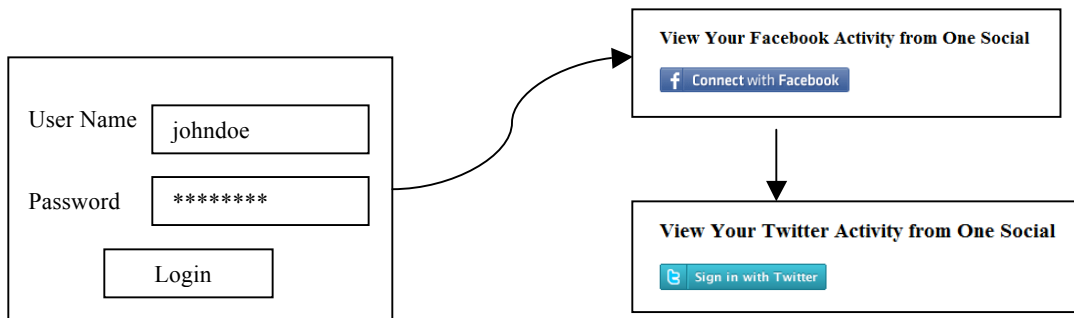 User Name
johndoe
Password
********
Login
View Your Facebook Activity from One Social
f Connect with Facebook
View Your Twitter Activity from One Social
Sign in with Twitter